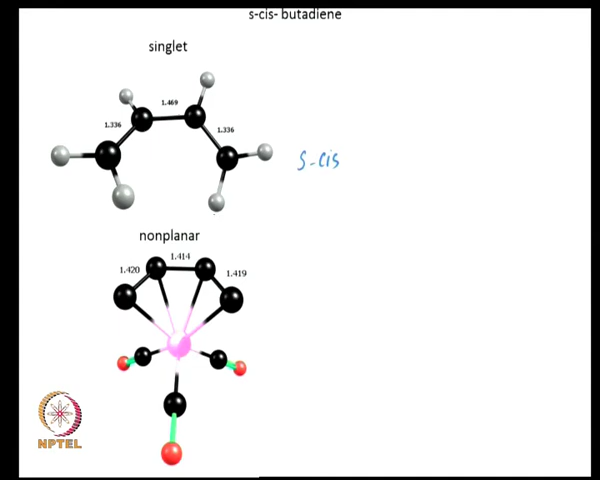 s-cis- butadiene
singlet
1.469
1.336
1.336
s-cis
nonplanar
1.414
1.420
1.419
NPTEL